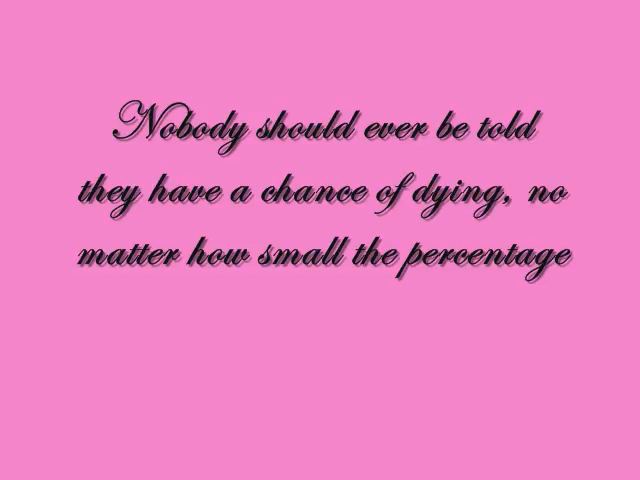 Nobody should ever be told
they have a chance of dying, no
matter how small the percentage